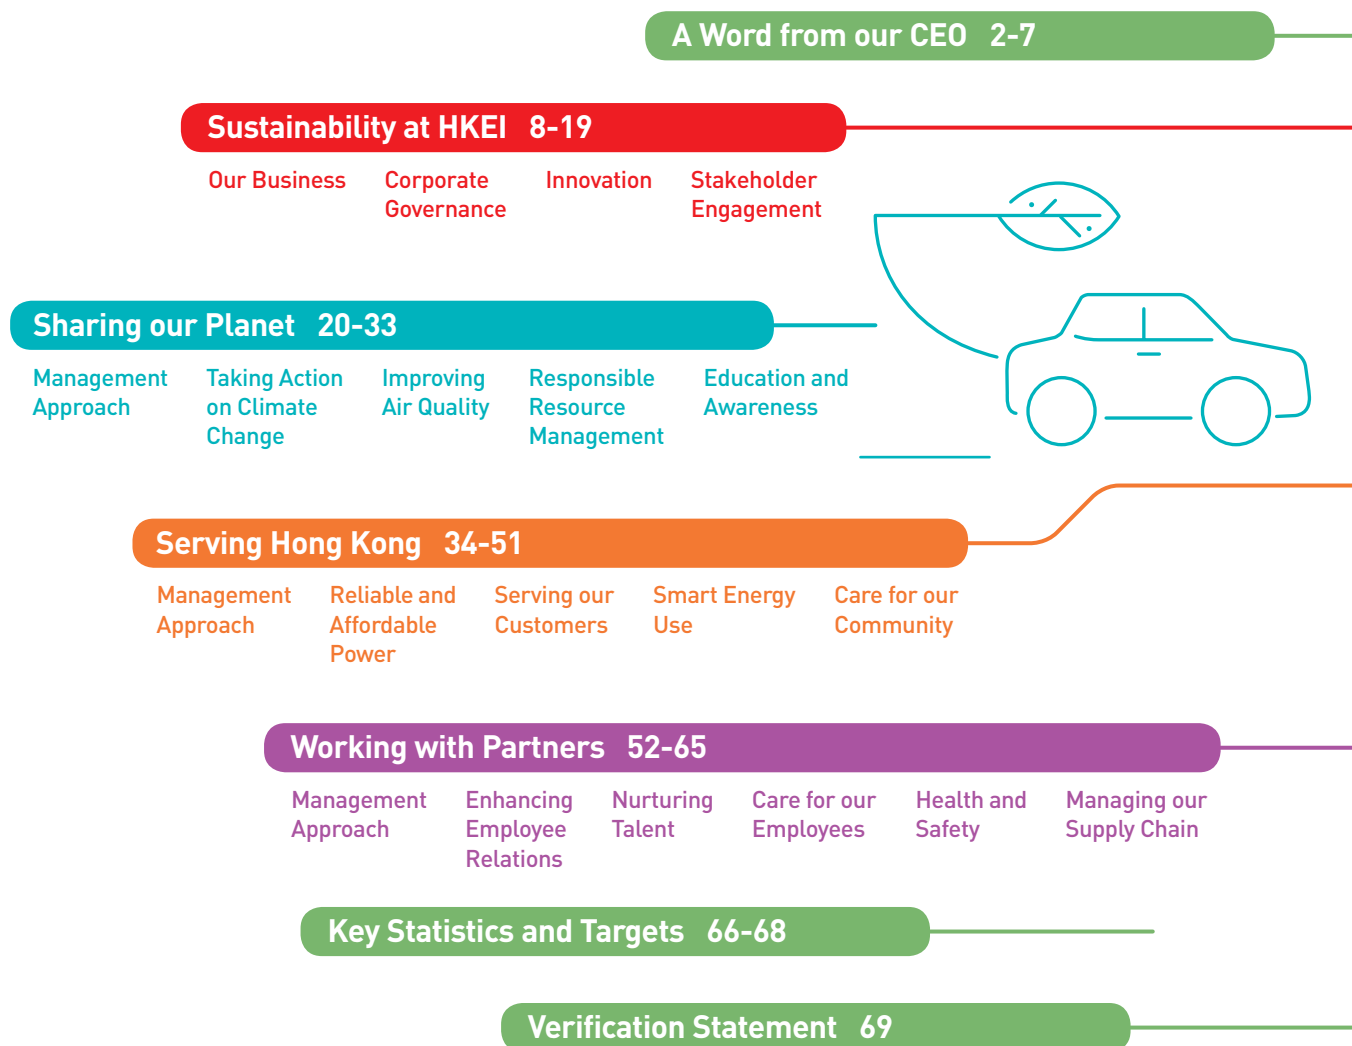 A Word from our CEO 2-7
Sustainability at HKEI 8-19
Our Business
Corporate
Governance
Innovation
Stakeholder
Engagement
Sharing our Planet 20-33
Management
Approach
Taking Action
on Climate
Change
Improving
Air Quality
Responsible
Resource
Management
Education and
Awareness
Serving Hong Kong 34-51
Management
Approach
Reliable and
Affordable
Power
Serving our
Customers
Smart Energy
Use
Care for our
Community
Working with Partners 52-65
Management
Approach
Enhancing
Employee
Relations
Nurturing
Talent
Care for our
Employees
Health and
Safety
Managing our
Supply Chain
Key Statistics and Targets 66-68
Verification Statement 69